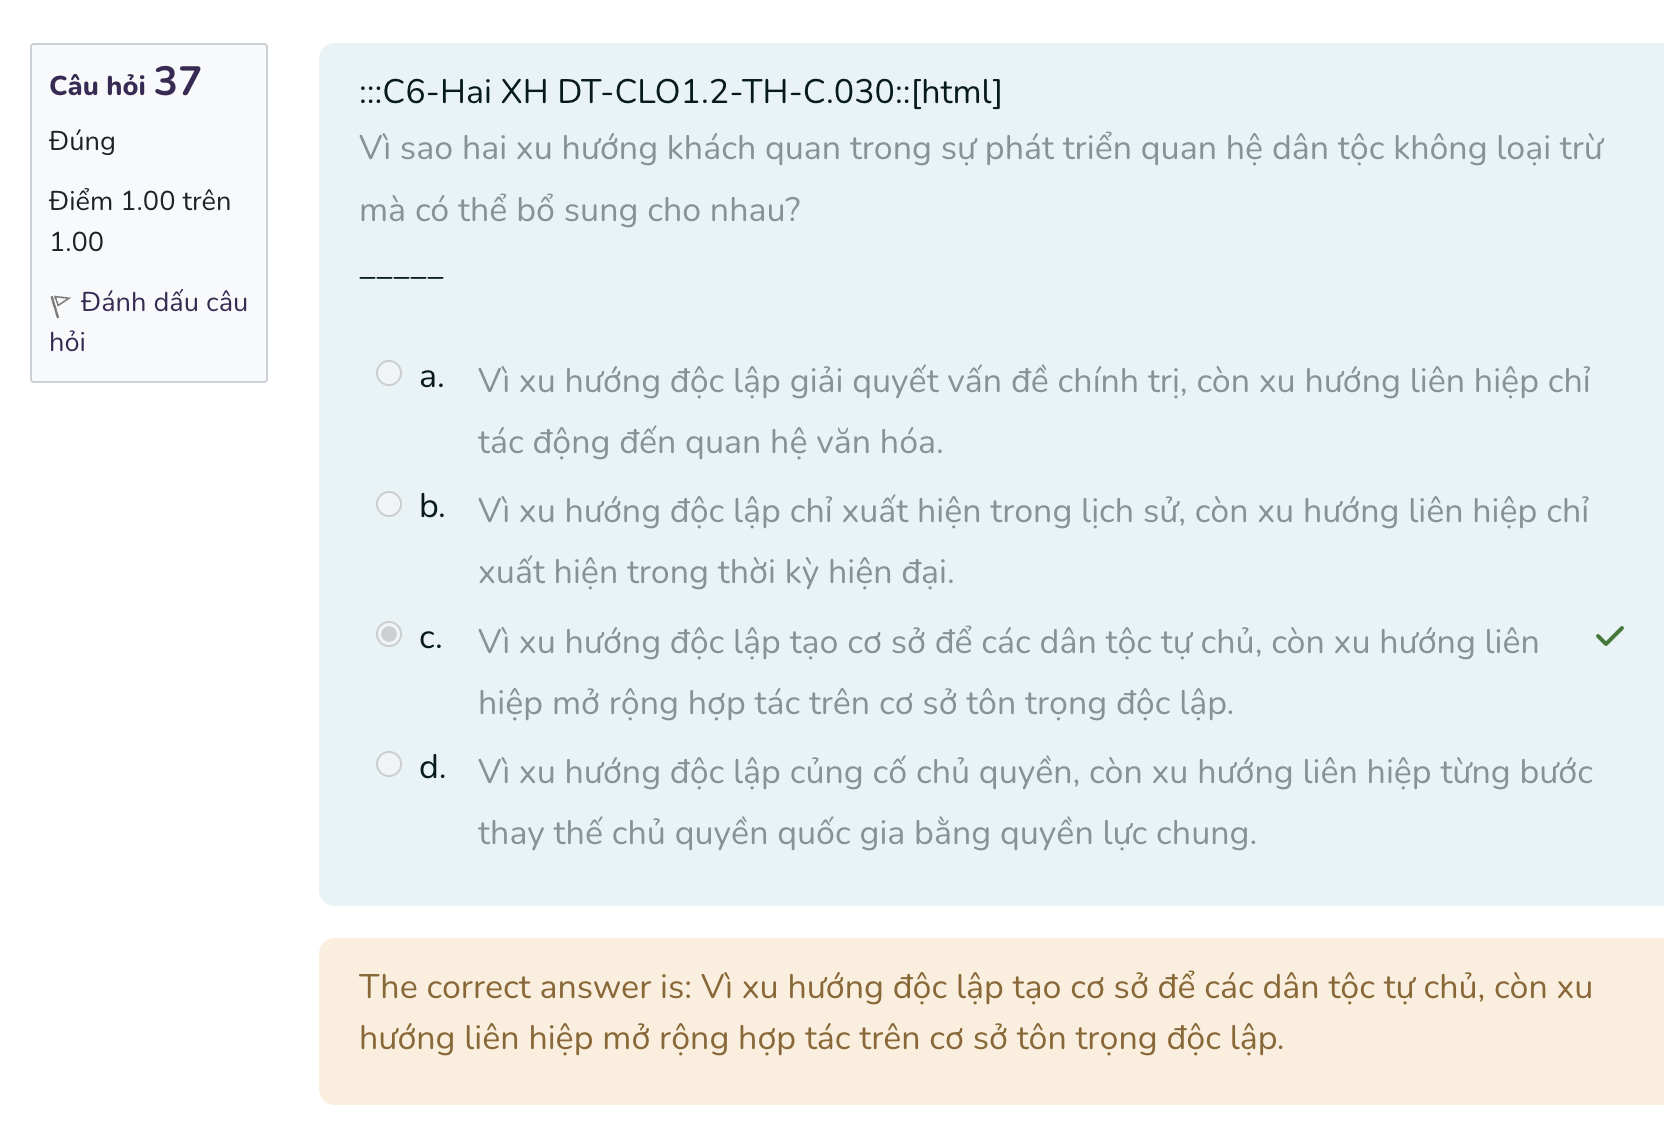 Câu hỏi 37
Đúng
Điểm 1.00 trên
1.00
Đánh dấu câu
hỏi
:::C6-Hai XH DT-CLO1.2-TH-C.030::[html]
Vì sao hai xu hướng khách quan trong sự phát triển quan hệ dân tộc không loại trừ
mà có thể bổ sung cho nhau?
_____
a. Vì xu hướng độc lập giải quyết vấn đề chính trị, còn xu hướng liên hiệp chỉ
tác động đến quan hệ văn hóa.
b. Vì xu hướng độc lập chỉ xuất hiện trong lịch sử, còn xu hướng liên hiệp chỉ
xuất hiện trong thời kỳ hiện đại.
c. Vì xu hướng độc lập tạo cơ sở để các dân tộc tự chủ, còn xu hướng liên
hiệp mở rộng hợp tác trên cơ sở tôn trọng độc lập.
d. Vì xu hướng độc lập củng cố chủ quyền, còn xu hướng liên hiệp từng bước
thay thế chủ quyền quốc gia bằng quyền lực chung.
The correct answer is: Vì xu hướng độc lập tạo cơ sở để các dân tộc tự chủ, còn xu
hướng liên hiệp mở rộng hợp tác trên cơ sở tôn trọng độc lập.